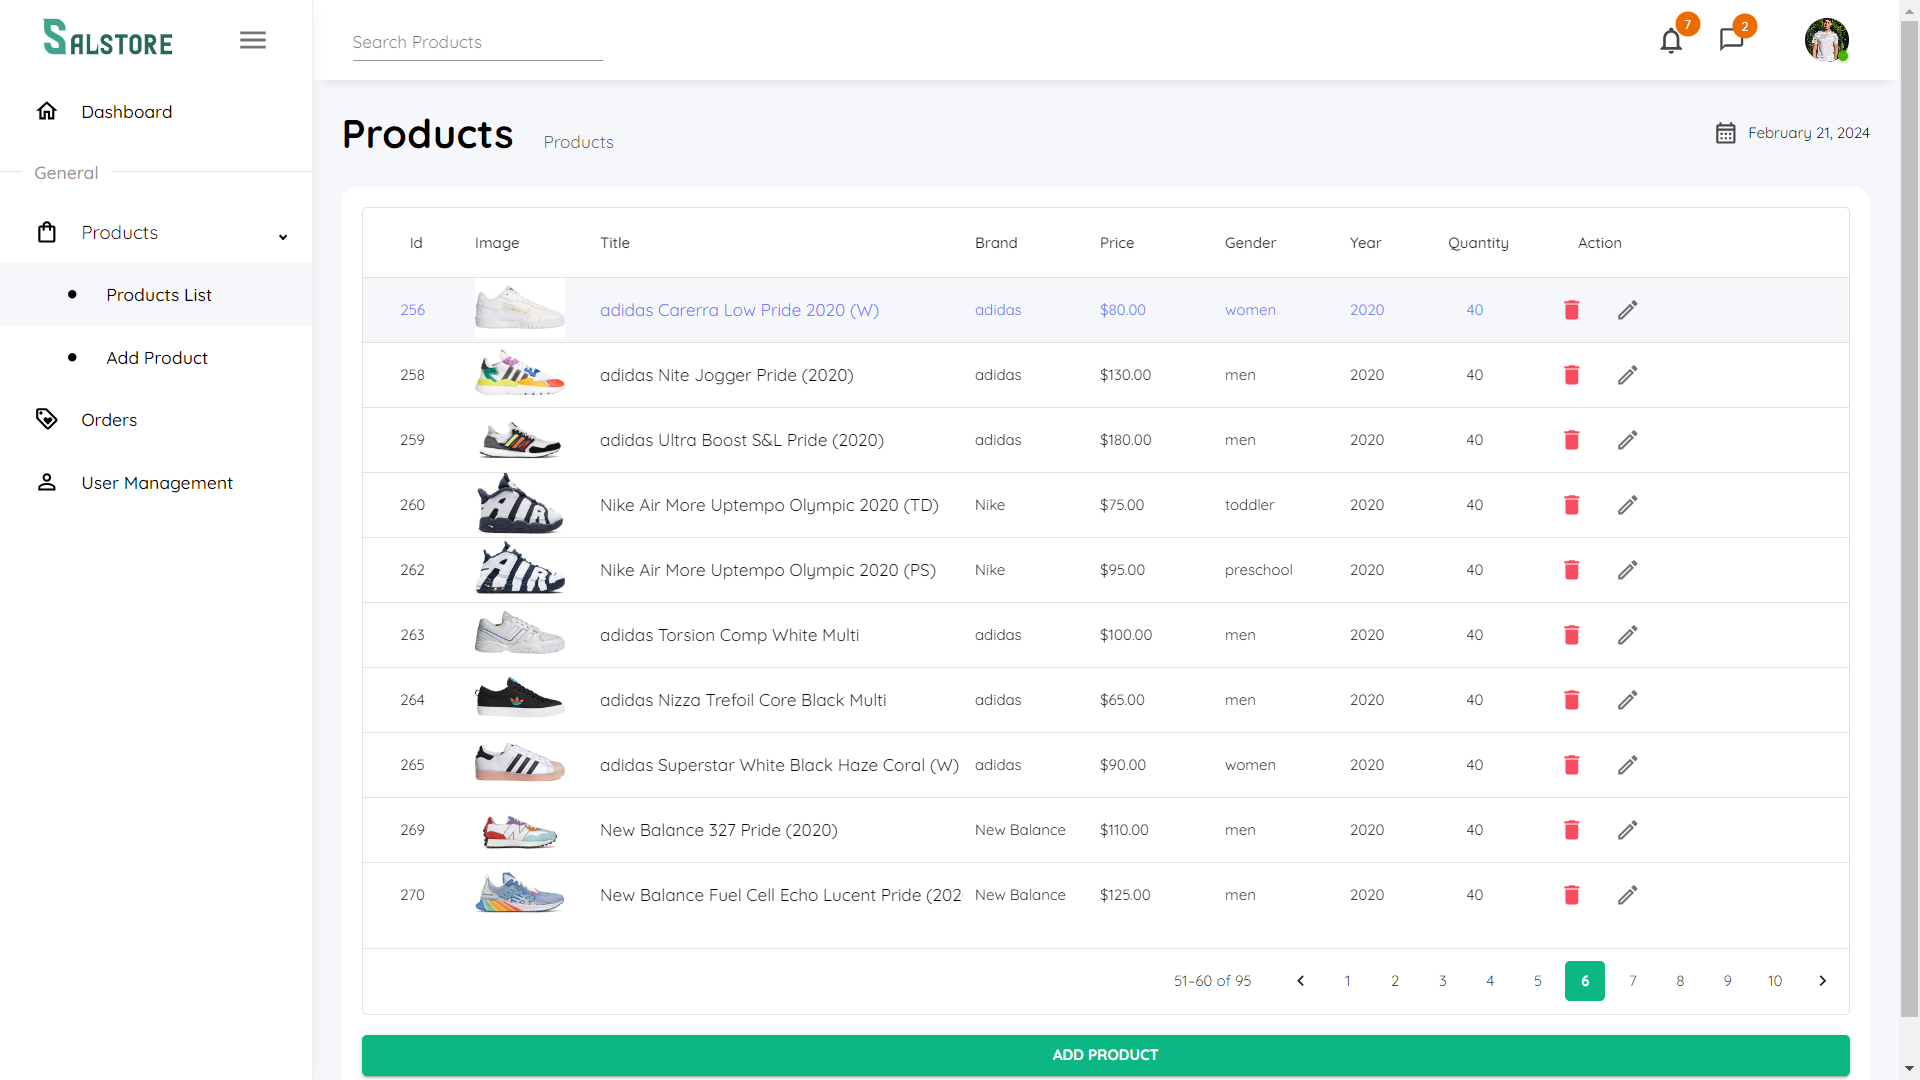 SALSTORE
Search Products
7
2
Dashboard
General
Products
Products List
Add Product
Orders
User Management
Products
Products
February 21, 2024
Id Image Title Brand Price Gender Year Quantity Action
256 adidas Carerra Low Pride 2020 (W) adidas $80.00 women 2020 40
258 adidas Nite Jogger Pride (2020) adidas $130.00 men 2020 40
259 adidas Ultra Boost S&L Pride (2020) adidas $180.00 men 2020 40
260 Nike Air More Uptempo Olympic 2020 (TD) Nike $75.00 toddler 2020 40
262 Nike Air More Uptempo Olympic 2020 (PS) Nike $95.00 preschool 2020 40
263 adidas Torsion Comp White Multi adidas $100.00 men 2020 40
264 adidas Nizza Trefoil Core Black Multi adidas $65.00 men 2020 40
265 adidas Superstar White Black Haze Coral (W) adidas $90.00 women 2020 40
269 New Balance 327 Pride (2020) New Balance $110.00 men 2020 40
270 New Balance Fuel Cell Echo Lucent Pride (202 New Balance $125.00 men 2020 40
51–60 of 95 1 2 3 4 5 6 7 8 9 10
ADD PRODUCT